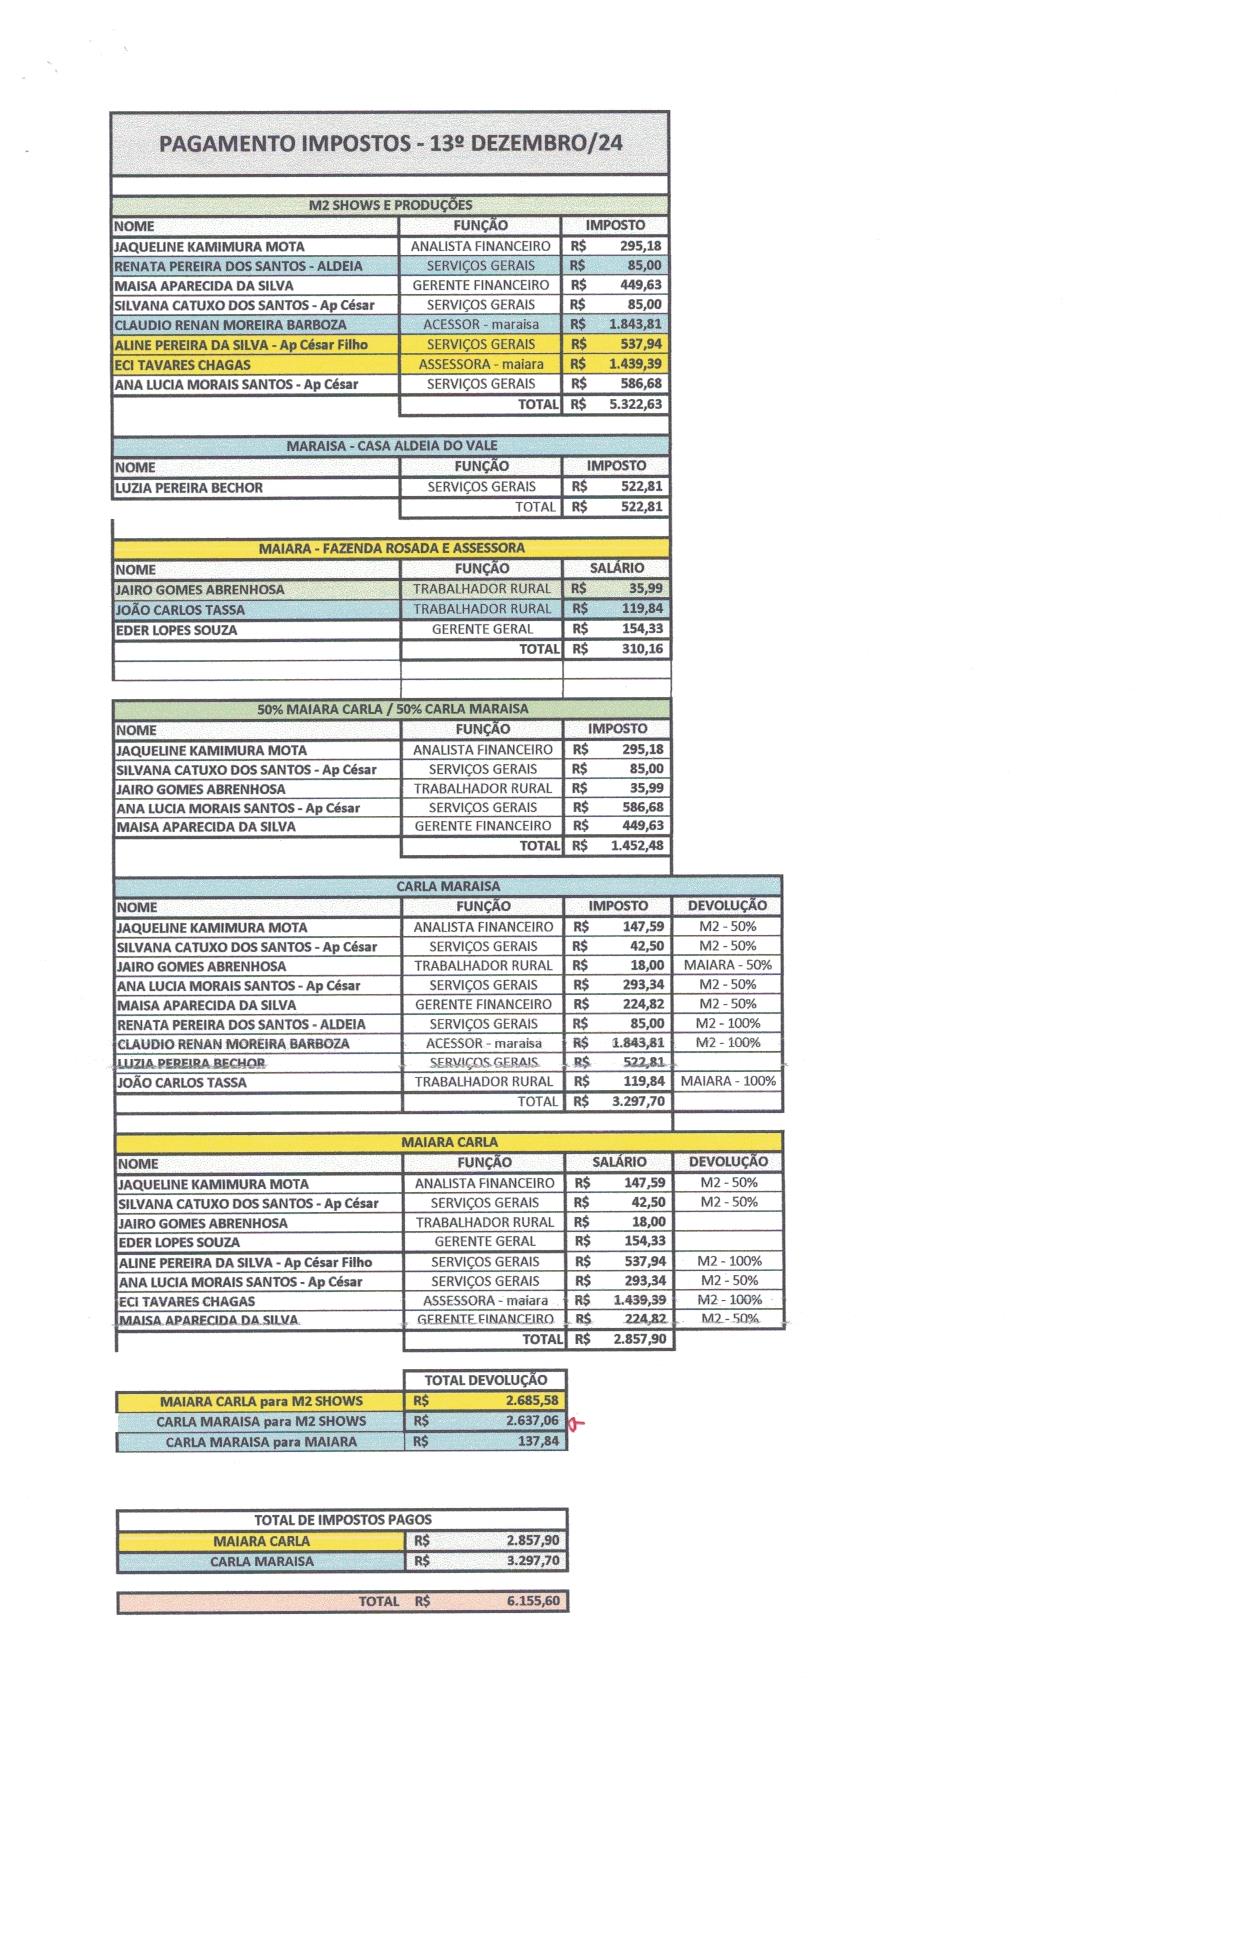 PAGAMENTO IMPOSTOS - 13º DEZEMBRO/24
M2 SHOWS E PRODUÇÕES
NOME FUNÇÃO IMPOSTO
JAQUELINE KAMIMURA MOTA ANALISTA FINANCEIRO R$ 295,18
RENATA PEREIRA DOS SANTOS - ALDEIA SERVIÇOS GERAIS R$ 85,00
MAISA APARECIDA DA SILVA GERENTE FINANCEIRO R$ 449,63
SILVANA CATUXO DOS SANTOS - Ap César SERVIÇOS GERAIS R$ 85,00
CLAUDIO RENAN MOREIRA BARBOZA ACESSOR - maraisa R$ 1.843,81
ALINE PEREIRA DA SILVA - Ap César Filho SERVIÇOS GERAIS R$ 537,94
ECI TAVARES CHAGAS ASSESSORA - maiara R$ 1.439,39
ANA LUCIA MORAIS SANTOS - Ap César SERVIÇOS GERAIS R$ 586,68
TOTAL R$ 5.322,63
MARAISA - CASA ALDEIA DO VALE
NOME FUNÇÃO IMPOSTO
LUZIA PEREIRA BECHOR SERVIÇOS GERAIS R$ 522,81
TOTAL R$ 522,81
MAIARA - FAZENDA ROSADA E ASSESSORA
NOME FUNÇÃO SALÁRIO
JAIRO GOMES ABRENHOSA TRABALHADOR RURAL R$ 35,99
JOÃO CARLOS TASSA TRABALHADOR RURAL R$ 119,84
EDER LOPES SOUZA GERENTE GERAL R$ 154,33
TOTAL R$ 310,16
50% MAIARA CARLA / 50% CARLA MARAISA
NOME FUNÇÃO IMPOSTO
JAQUELINE KAMIMURA MOTA ANALISTA FINANCEIRO R$ 295,18
SILVANA CATUXO DOS SANTOS - Ap César SERVIÇOS GERAIS R$ 85,00
JAIRO GOMES ABRENHOSA TRABALHADOR RURAL R$ 35,99
ANA LUCIA MORAIS SANTOS - Ap César SERVIÇOS GERAIS R$ 586,68
MAISA APARECIDA DA SILVA GERENTE FINANCEIRO R$ 449,63
TOTAL R$ 1.452,48
CARLA MARAISA
NOME FUNÇÃO IMPOSTO DEVOLUÇÃO
JAQUELINE KAMIMURA MOTA ANALISTA FINANCEIRO R$ 147,59 M2 - 50%
SILVANA CATUXO DOS SANTOS - Ap César SERVIÇOS GERAIS R$ 42,50 M2 - 50%
JAIRO GOMES ABRENHOSA TRABALHADOR RURAL R$ 18,00 MAIARA - 50%
ANA LUCIA MORAIS SANTOS - Ap César SERVIÇOS GERAIS R$ 293,34 M2 - 50%
MAISA APARECIDA DA SILVA GERENTE FINANCEIRO R$ 224,82 M2 - 50%
RENATA PEREIRA DOS SANTOS - ALDEIA SERVIÇOS GERAIS R$ 85,00 M2 - 100%
CLAUDIO RENAN MOREIRA BARBOZA ACESSOR - maraisa R$ 1.843,81 M2 - 100%
LUZIA PEREIRA BECHOR SERVIÇOS GERAIS R$ 522,81
JOÃO CARLOS TASSA TRABALHADOR RURAL R$ 119,84 MAIARA - 100%
TOTAL R$ 3.297,70
MAIARA CARLA
NOME FUNÇÃO SALÁRIO DEVOLUÇÃO
JAQUELINE KAMIMURA MOTA ANALISTA FINANCEIRO R$ 147,59 M2 - 50%
SILVANA CATUXO DOS SANTOS - Ap César SERVIÇOS GERAIS R$ 42,50 M2 - 50%
JAIRO GOMES ABRENHOSA TRABALHADOR RURAL R$ 18,00
EDER LOPES SOUZA GERENTE GERAL R$ 154,33
ALINE PEREIRA DA SILVA - Ap César Filho SERVIÇOS GERAIS R$ 537,94 M2 - 100%
ANA LUCIA MORAIS SANTOS - Ap César SERVIÇOS GERAIS R$ 293,34 M2 - 50%
ECI TAVARES CHAGAS ASSESSORA - maiara R$ 1.439,39 M2 - 100%
MAISA APARECIDA DA SILVA GERENTE FINANCEIRO R$ 224,82 M2 - 50%
TOTAL R$ 2.857,90
TOTAL DEVOLUÇÃO
MAIARA CARLA para M2 SHOWS R$ 2.685,58
CARLA MARAISA para M2 SHOWS R$ 2.637,06
CARLA MARAISA para MAIARA R$ 137,84
TOTAL DE IMPOSTOS PAGOS
MAIARA CARLA R$ 2.857,90
CARLA MARAISA R$ 3.297,70
TOTAL R$ 6.155,60